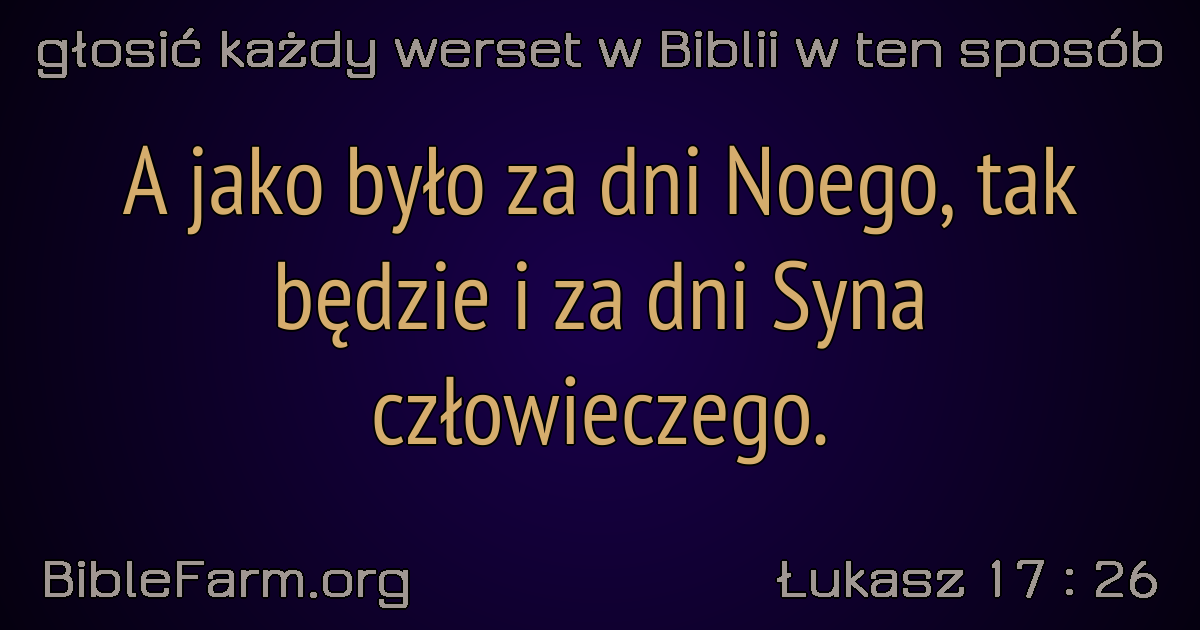 głosić każdy werset w Biblii w ten sposób
A jako było za dni Noego, tak
będzie i za dni Syna
człowieczego.
BibleFarm.org
Łukasz 17 : 26